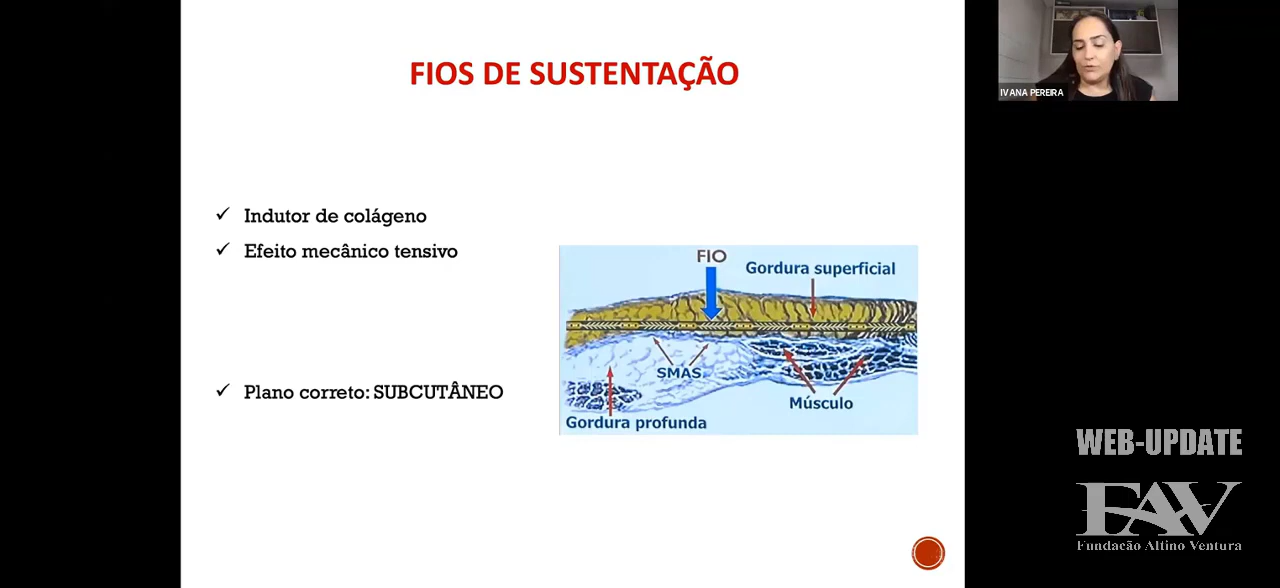 FIOS DE SUSTENTAÇÃO
IVANA PEREIRA
Indutor de colágeno
Efeito mecânico tensivo
FIO
Gordura superficial
SMAS
Plano correto: SUBCUTÂNEO
Músculo
Gordura profunda
WEB-UPDATE
FAV
Fundação Altino Ventura